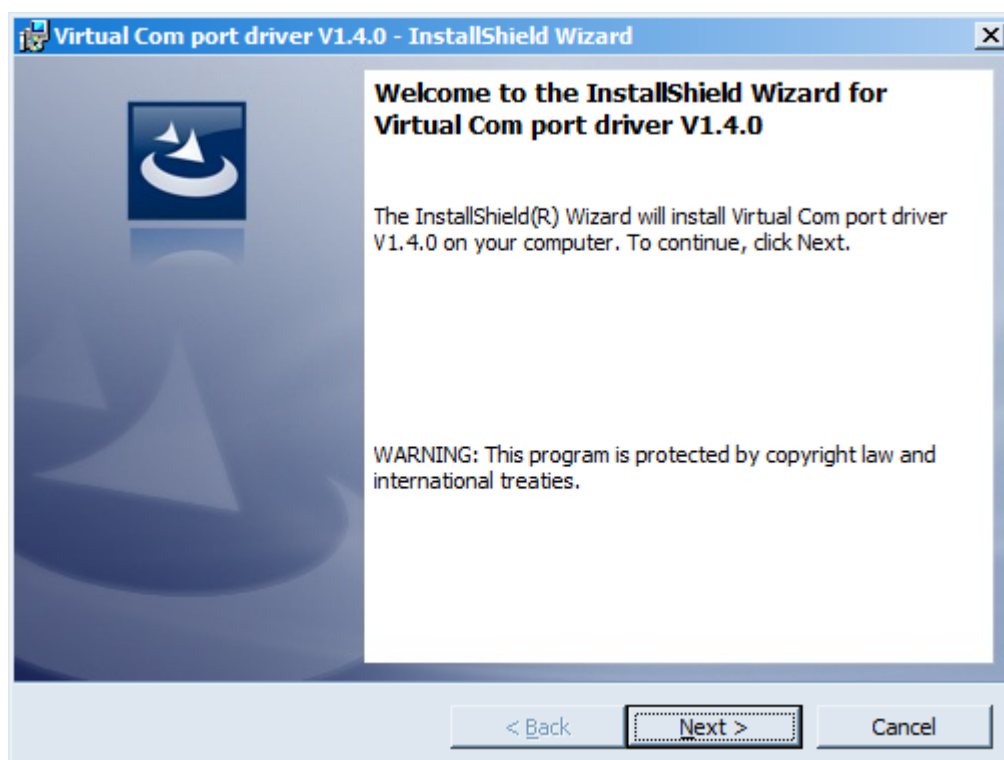 Virtual Com port driver V1.4.0 - InstallShield Wizard
Welcome to the InstallShield Wizard for
Virtual Com port driver V1.4.0
The InstallShield(R) Wizard will install Virtual Com port driver
V1.4.0 on your computer. To continue, click Next.
WARNING: This program is protected by copyright law and
international treaties.
< Back
Next >
Cancel